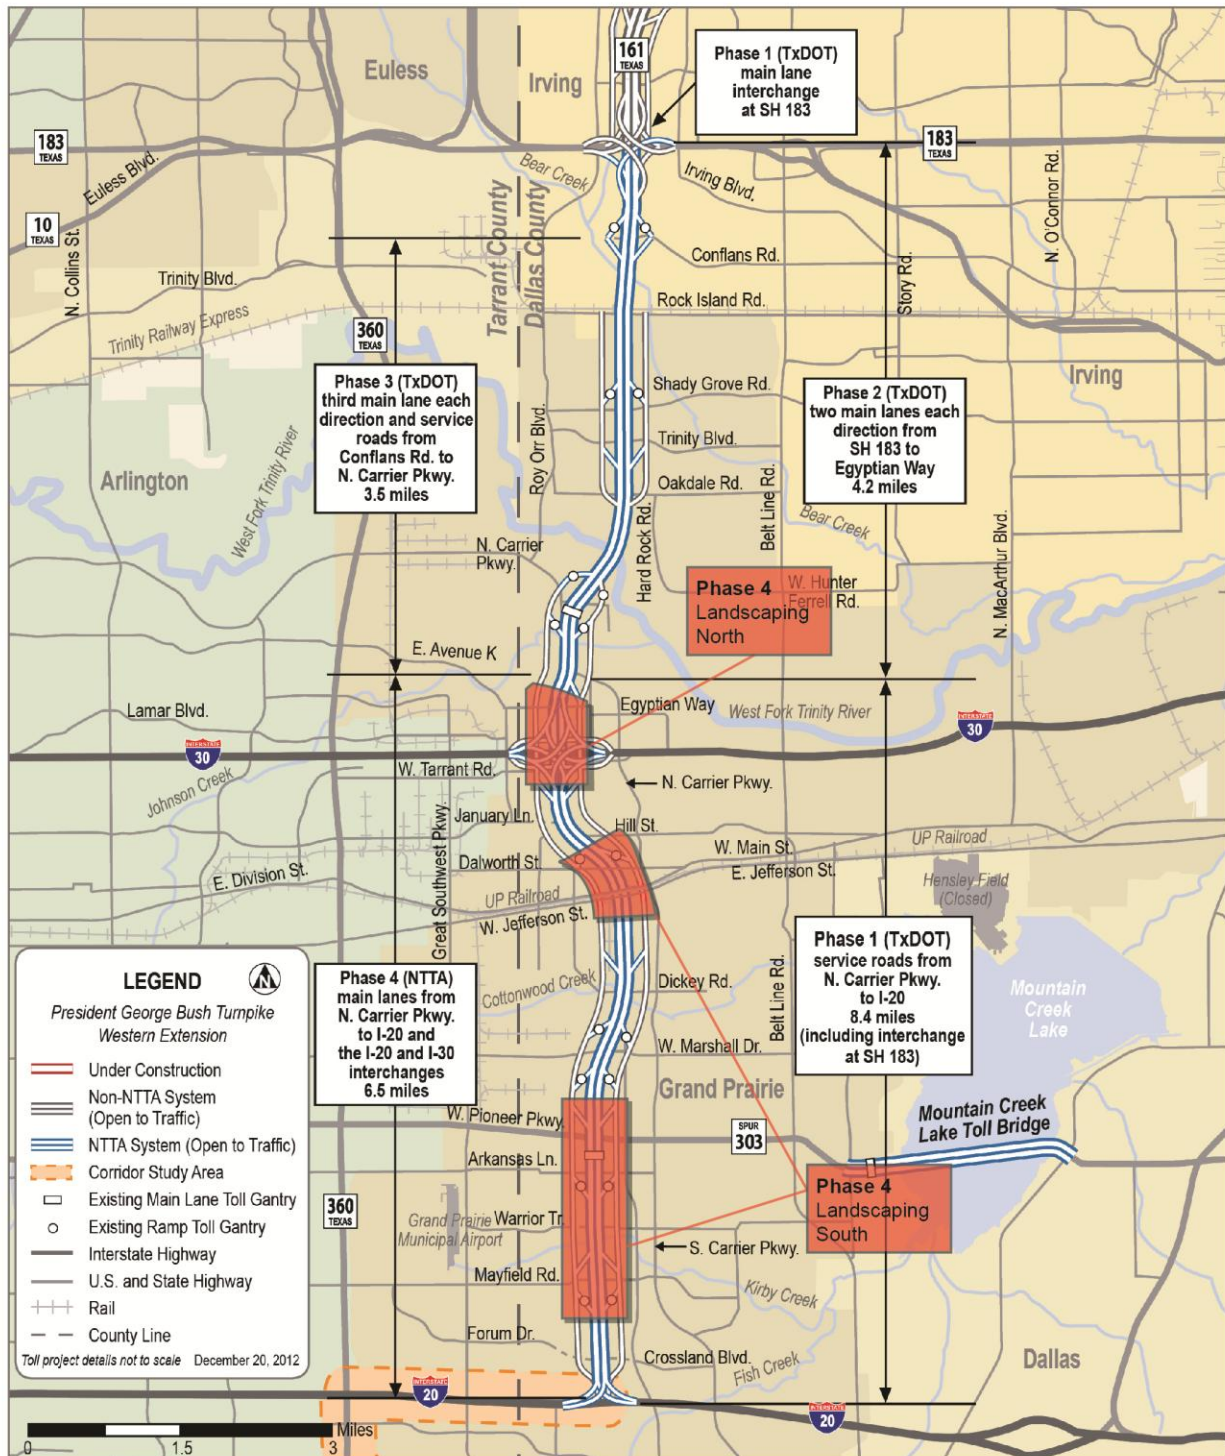 Euless
Irving
161
TEXAS
Phase 1 (TxDOT)
main lane
interchange
at SH 183
183
TEXAS
183
TEXAS
Euless Blvd.
Bear Creek
Irving Blvd.
N. O'Connor Rd.
10
TEXAS
N. Collins St.
Tarrant County
Dallas County
Conflans Rd.
Story Rd.
Trinity Blvd.
Rock Island Rd.
Trinity Railway Express
360
TEXAS
Phase 3 (TxDOT)
third main lane each
direction and service
roads from
Conflans Rd. to
N. Carrier Pkwy.
3.5 miles
Shady Grove Rd.
Irving
Phase 2 (TxDOT)
two main lanes each
direction from
SH 183 to
Egyptian Way
4.2 miles
Roy Orr Blvd.
Trinity Blvd.
Arlington
West Fork Trinity River
Oakdale Rd.
Belt Line Rd.
Bear Creek
Hard Rock Rd.
N. Carrier
Pkwy.
N. MacArthur Blvd.
Phase 4
Landscaping
North
W. Hunter
Ferrell Rd.
E. Avenue K
Egyptian Way
West Fork Trinity River
Lamar Blvd.
INTERSTATE
30
INTERSTATE
30
W. Tarrant Rd.
Johnson Creek
N. Carrier Pkwy.
January Ln.
Hill St.
Great Southwest Pkwy.
W. Main St.
UP Railroad
Dalworth St.
E. Division St.
E. Jefferson St.
UP Railroad
W. Jefferson St.
Hensley Field
(Closed)
Phase 1 (TxDOT)
service roads from
N. Carrier Pkwy.
to I-20
8.4 miles
(including interchange
at SH 183)
Belt Line Rd.
Phase 4 (NTTA)
main lanes from
N. Carrier Pkwy.
to I-20 and
the I-20 and I-30
interchanges
6.5 miles
Cottonwood Creek
Dickey Rd.
Mountain
Creek
Lake
W. Marshall Dr.
Grand Prairie
W. Pioneer Pkwy.
SPUR
303
Mountain Creek
Lake Toll Bridge
Arkansas Ln.
Phase 4
Landscaping
South
360
TEXAS
Grand Prairie
Municipal Airport
Warrior Tr.
S. Carrier Pkwy.
Mayfield Rd.
Kirby Creek
Forum Dr.
Crossland Blvd.
Fish Creek
Dallas
INTERSTATE
20
INTERSTATE
20
LEGEND
N
President George Bush Turnpike
Western Extension
Under Construction
Non-NTTA System
(Open to Traffic)
NTTA System (Open to Traffic)
Corridor Study Area
Existing Main Lane Toll Gantry
Existing Ramp Toll Gantry
Interstate Highway
U.S. and State Highway
Rail
County Line
Toll project details not to scale December 20, 2012
Miles
0 1.5 3